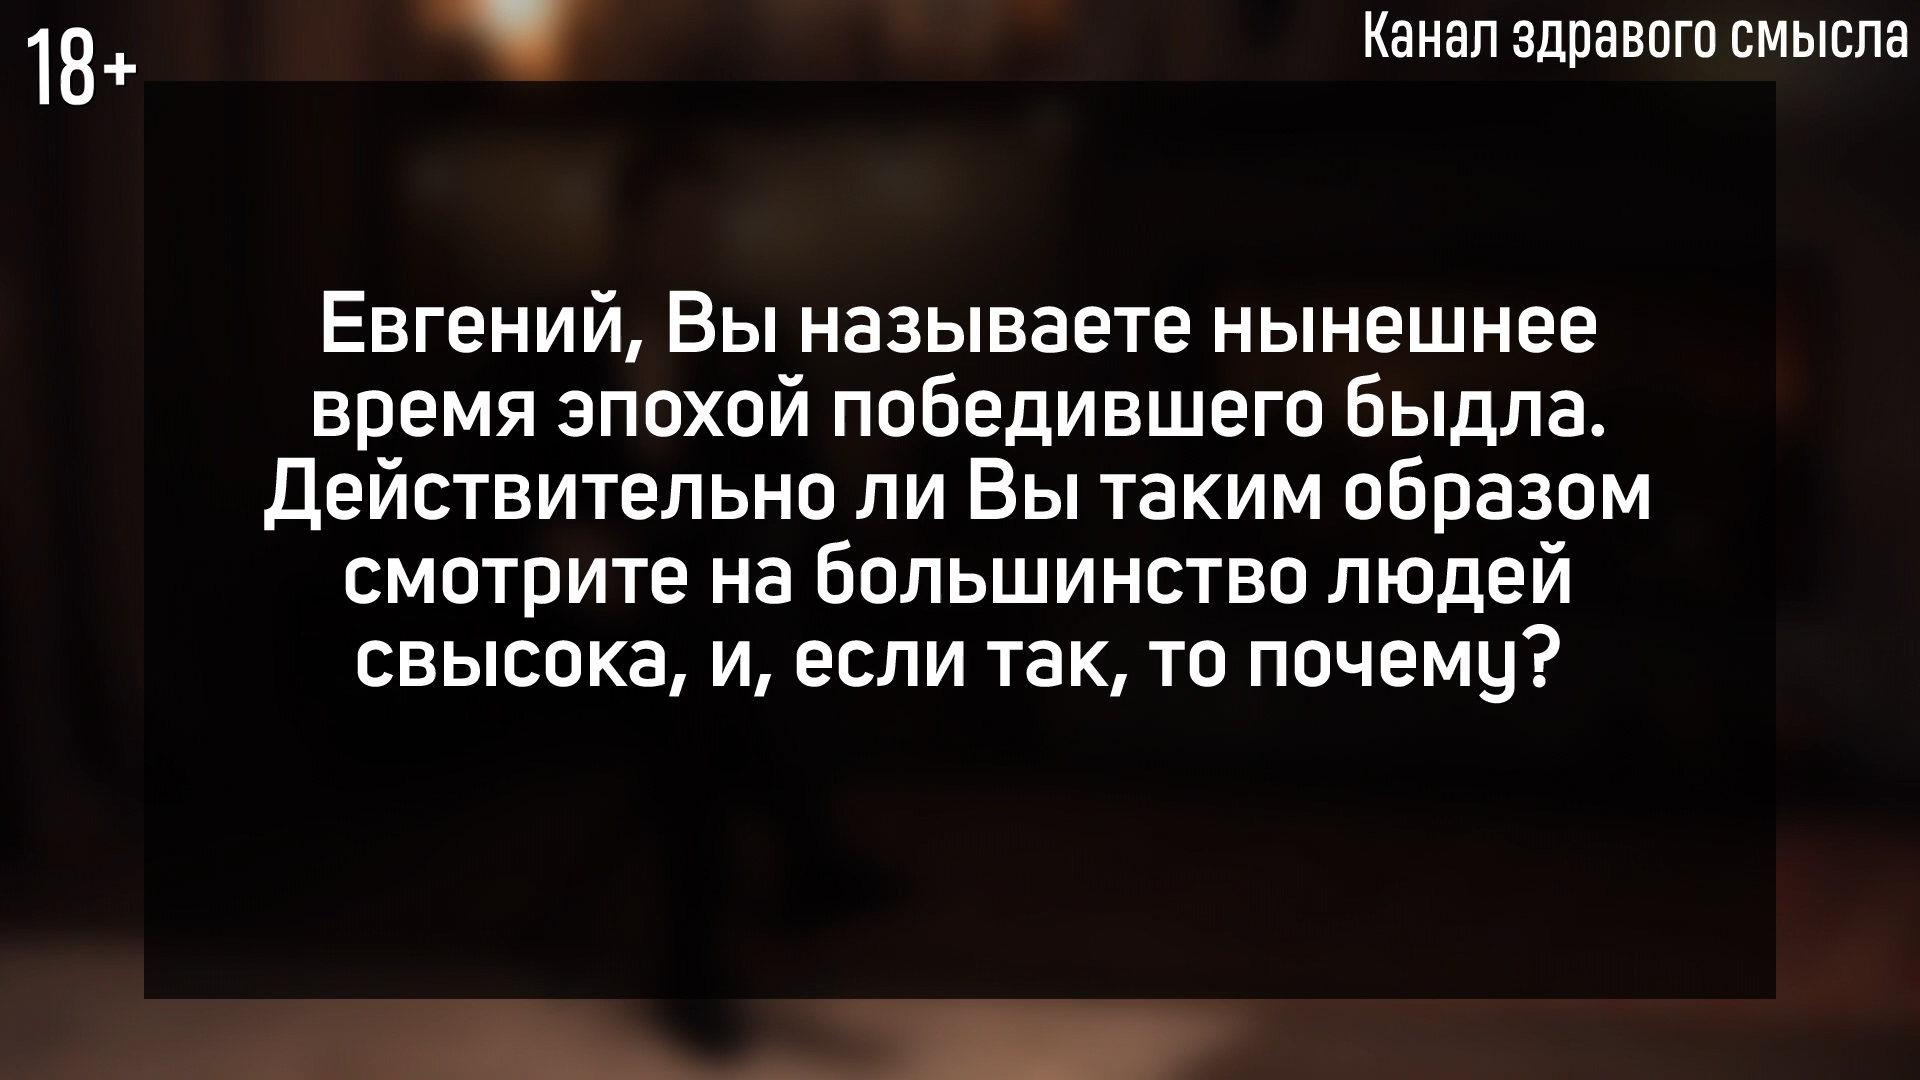 18+
Канал здравого смысла
Евгений, Вы называете нынешнее
время эпохой победившего быдла.
Действительно ли Вы таким образом
смотрите на большинство людей
свысока, и, если так, то почему?